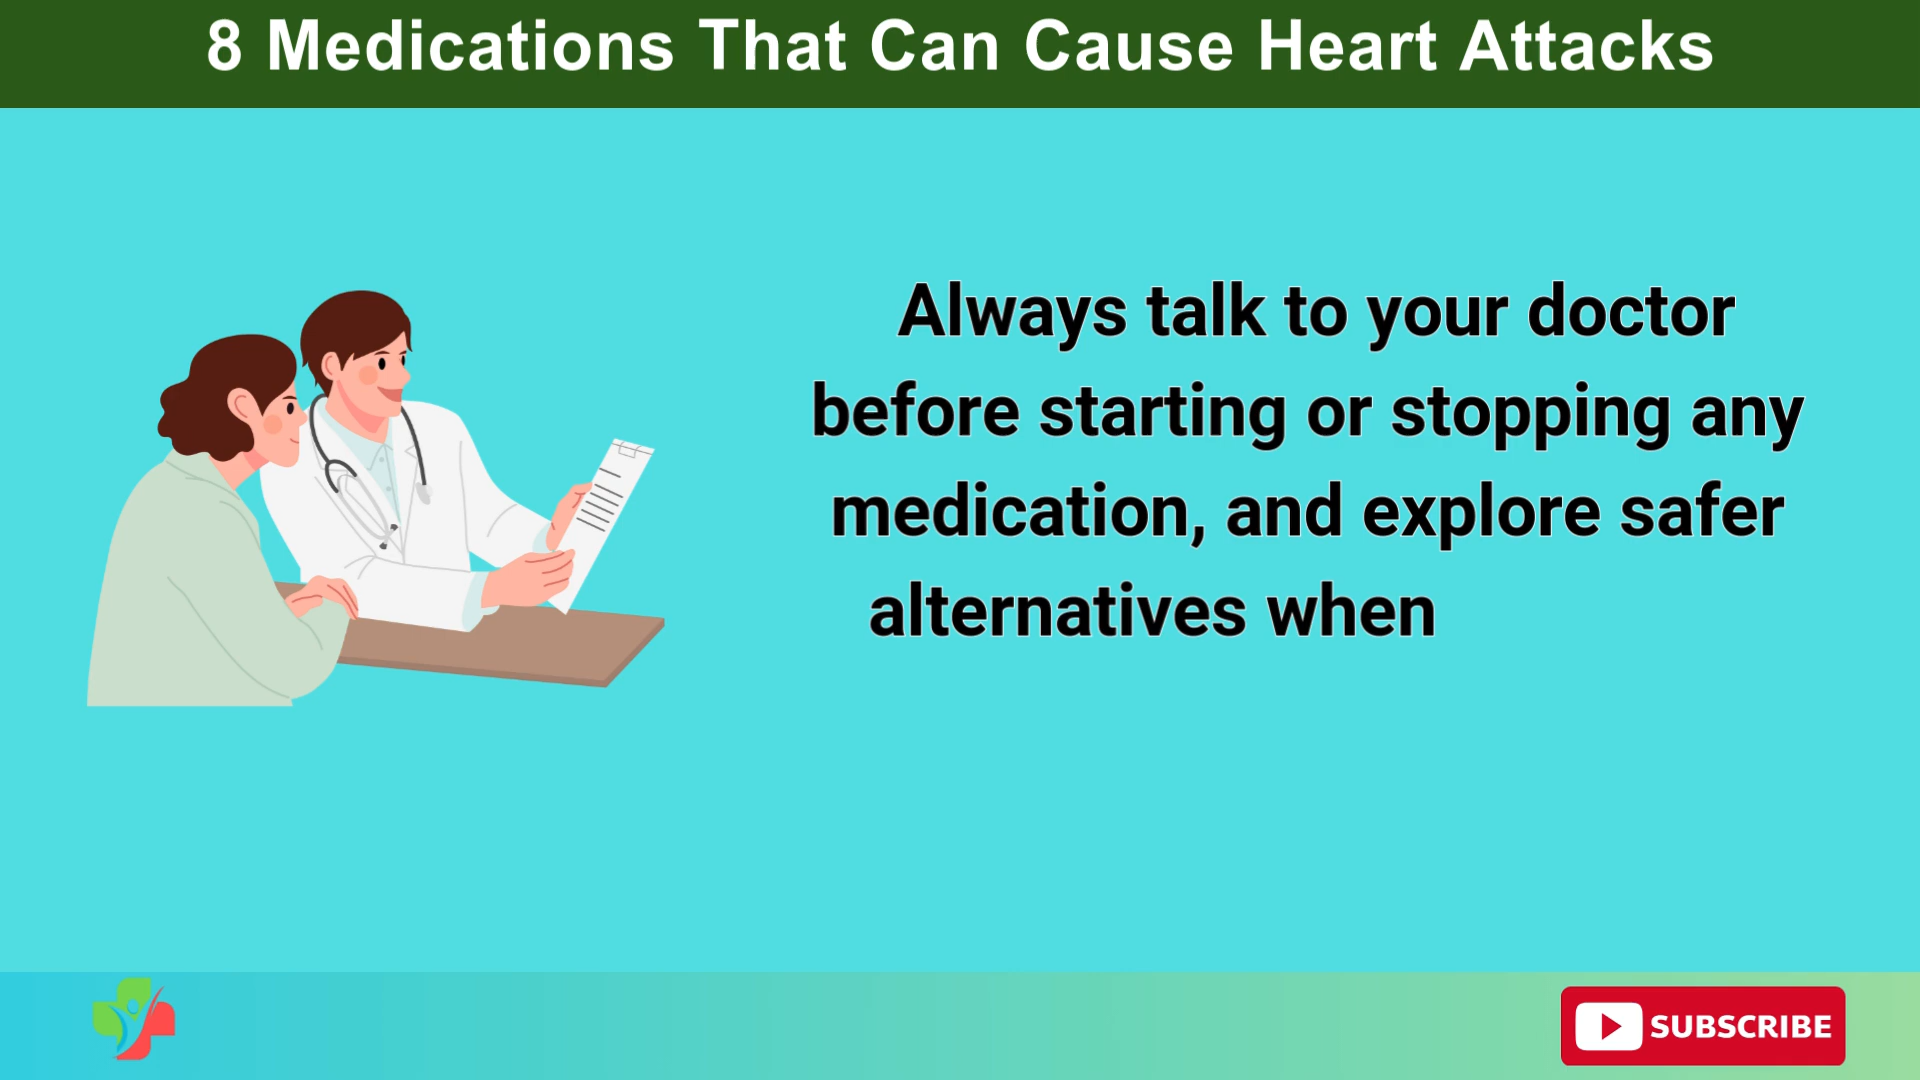 8 Medications That Can Cause Heart Attacks
Always talk to your doctor
before starting or stopping any
medication, and explore safer
alternatives when
SUBSCRIBE